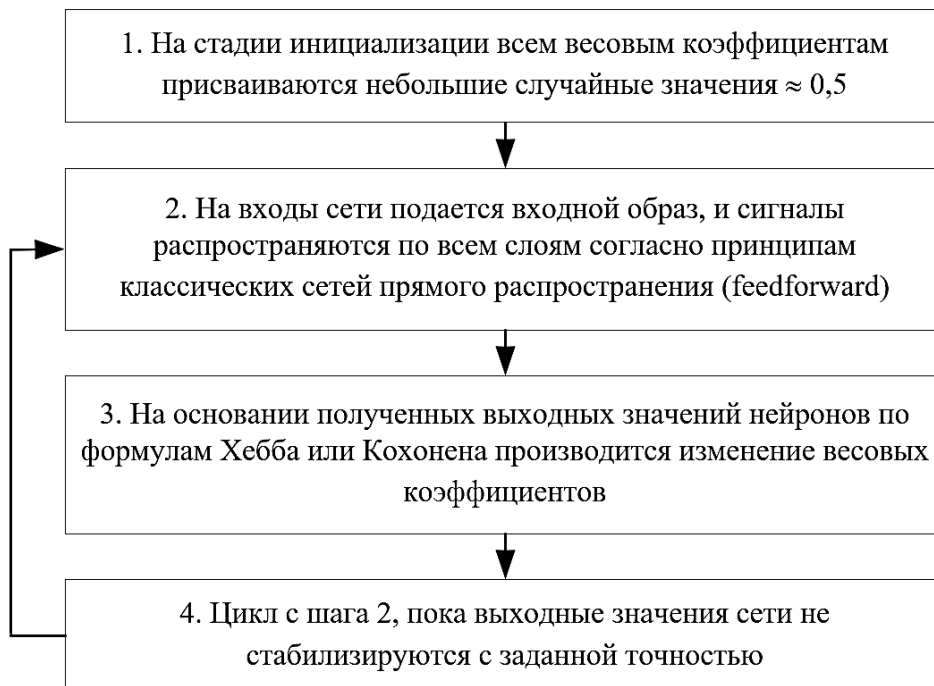 1. На стадии инициализации всем весовым коэффициентам
присваиваются небольшие случайные значения ≈ 0,5
2. На входы сети подается входной образ, и сигналы
распространяются по всем слоям согласно принципам
классических сетей прямого распространения (feedforward)
3. На основании полученных выходных значений нейронов по
формулам Хебба или Кохонена производится изменение весовых
коэффициентов
4. Цикл с шага 2, пока выходные значения сети не
стабилизируются с заданной точностью